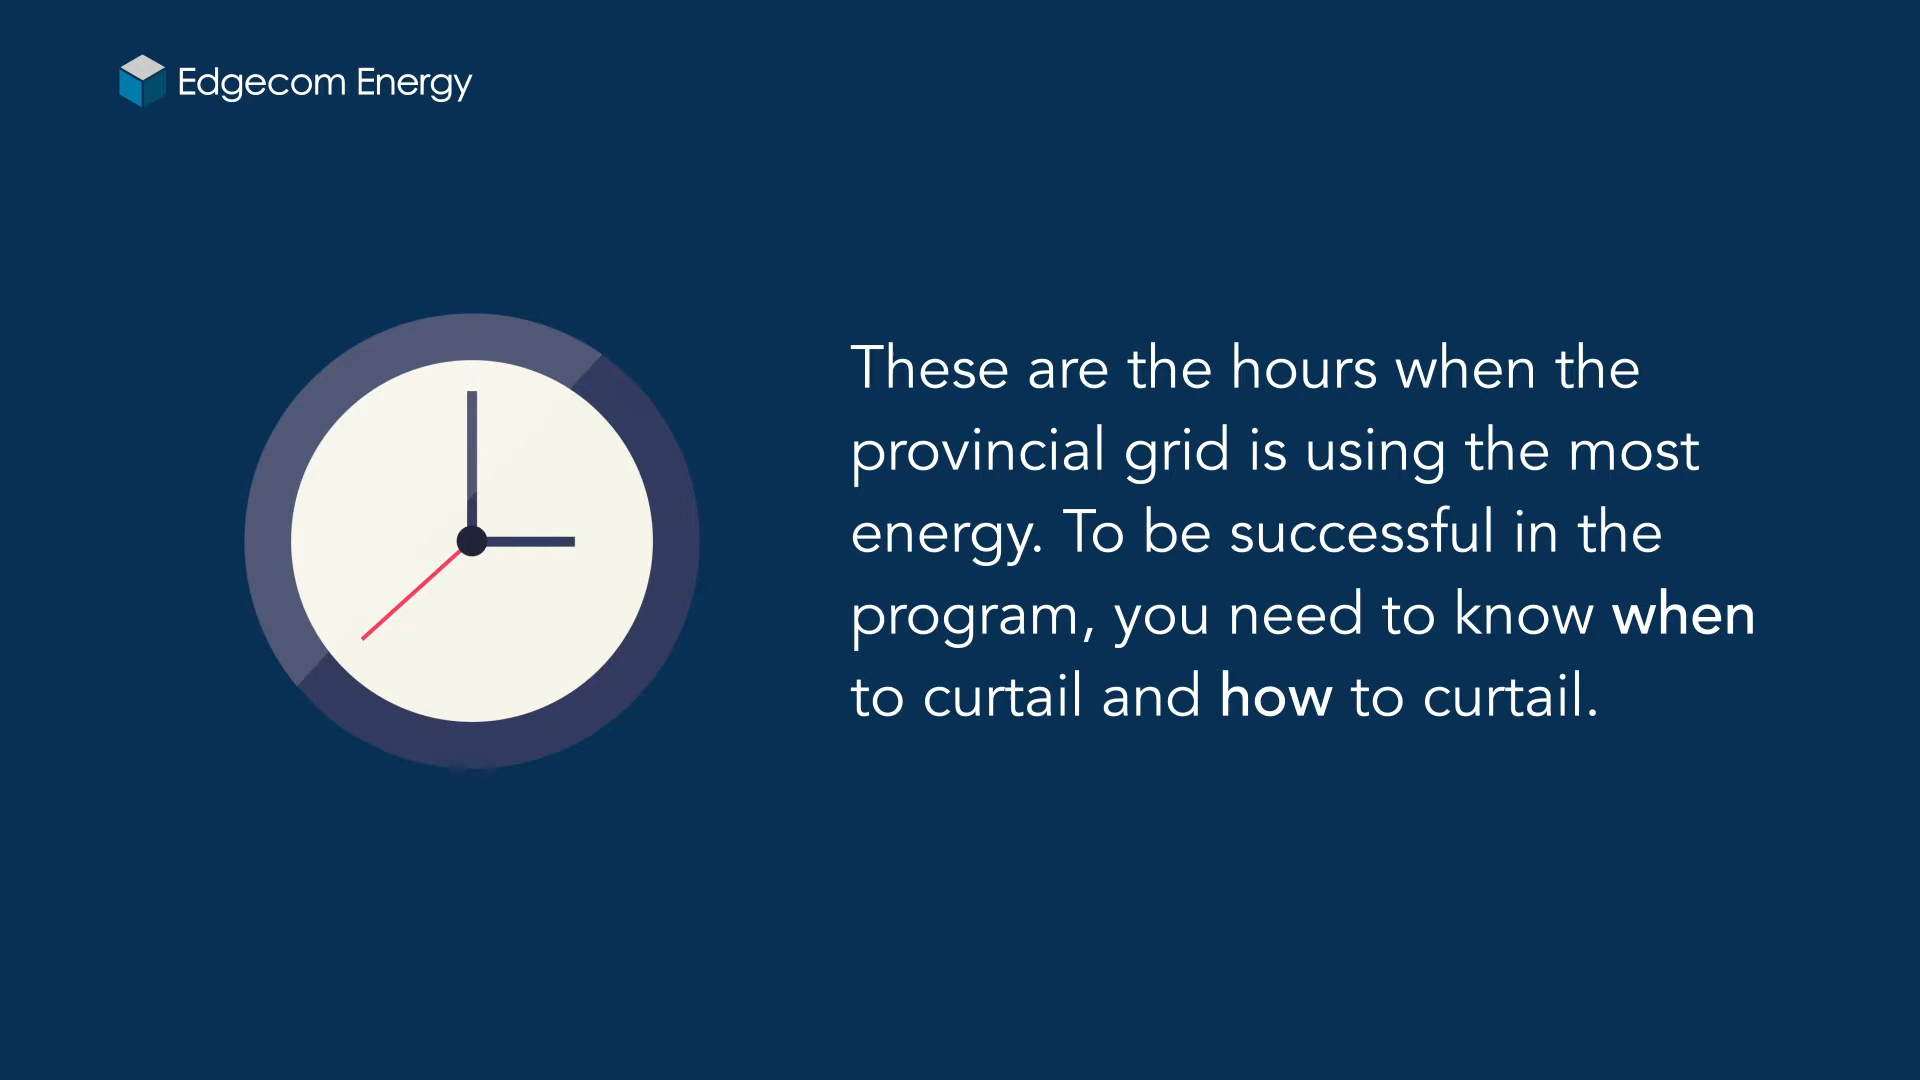 Edgecom Energy
These are the hours when the
provincial grid is using the most
energy. To be successful in the
program, you need to know when
to curtail and how to curtail.